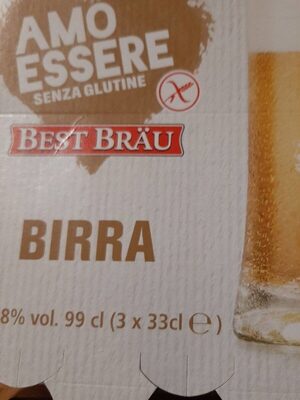 AMO
ESSERE
SENZA GLUTINE
BEST BRÄU
BIRRA
8% vol. 99 cl (3 x 33cl ℮)